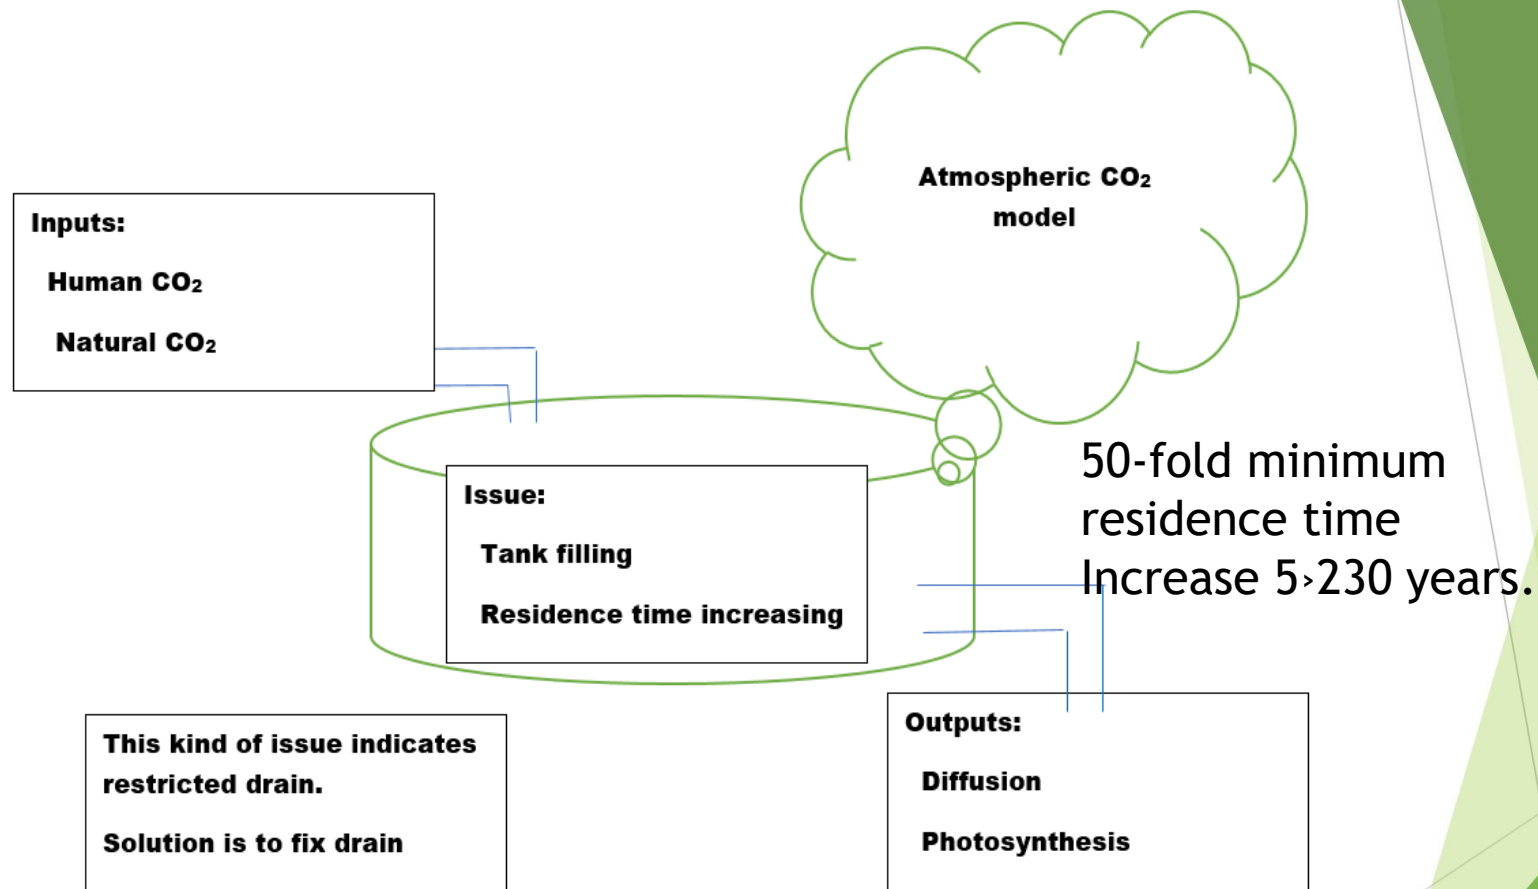 Atmospheric CO₂
model
Inputs:
Human CO₂
Natural CO₂
50-fold minimum
residence time
Increase 5›230 years.
Issue:
Tank filling
Residence time increasing
This kind of issue indicates
restricted drain.
Solution is to fix drain
Outputs:
Diffusion
Photosynthesis